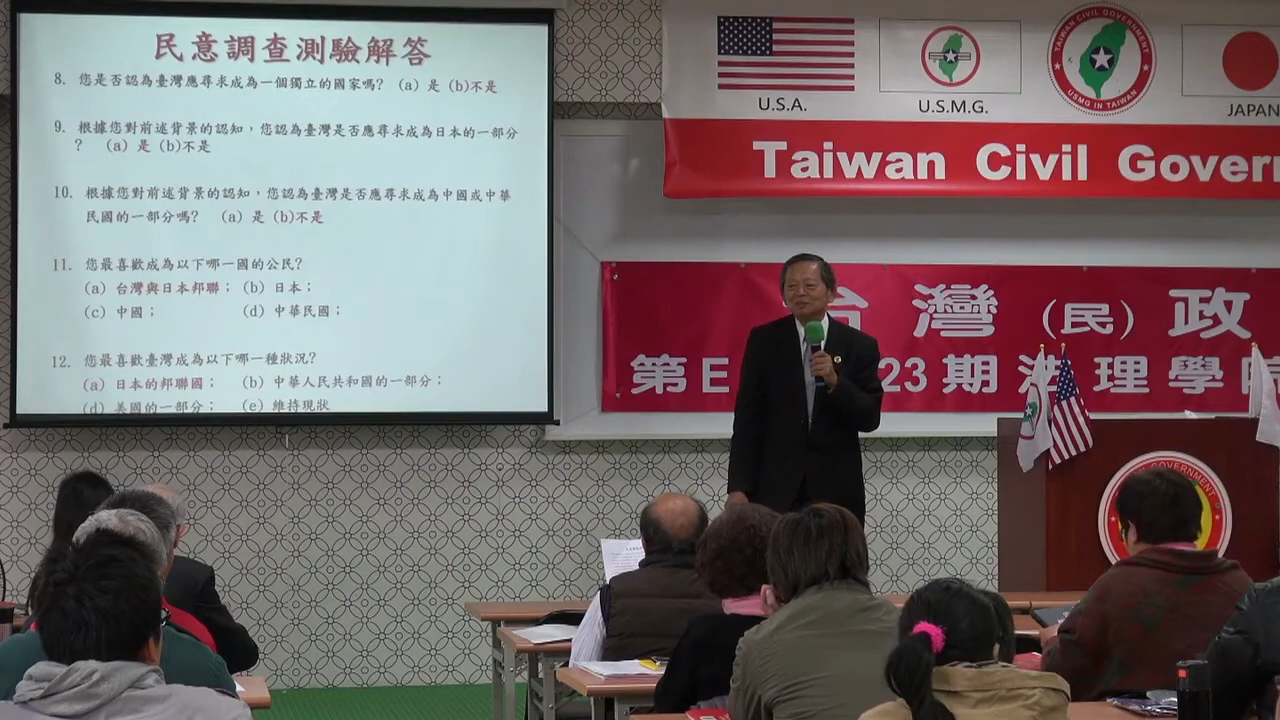 民意調查測驗解答
8. 您是否認為臺灣應尋求成為一個獨立的國家嗎? (a) 是 (b)不是
9. 根據您對前述背景的認知，您認為臺灣是否應尋求成為日本的一部分
? (a) 是 (b)不是
10. 根據您對前述背景的認知，您認為臺灣是否應尋求成為中國或中華
民國的一部分嗎? (a) 是 (b)不是
11. 您最喜歡成為以下哪一國的公民?
(a) 台灣與日本邦聯; (b) 日本;
(c) 中國; (d) 中華民國;
12. 您最喜歡臺灣成為以下哪一種狀況?
(a) 日本的邦聯國; (b) 中華人民共和國的一部分;
(d) 美國的一部分; (e) 維持現狀
U.S.A.
U.S.M.G.
TAIWAN CIVIL GOVERNMENT
USMG IN TAIWAN
JAPAN
Taiwan Civil Govern
台灣(民)政
第E 23期法理學院
GOVERNMENT